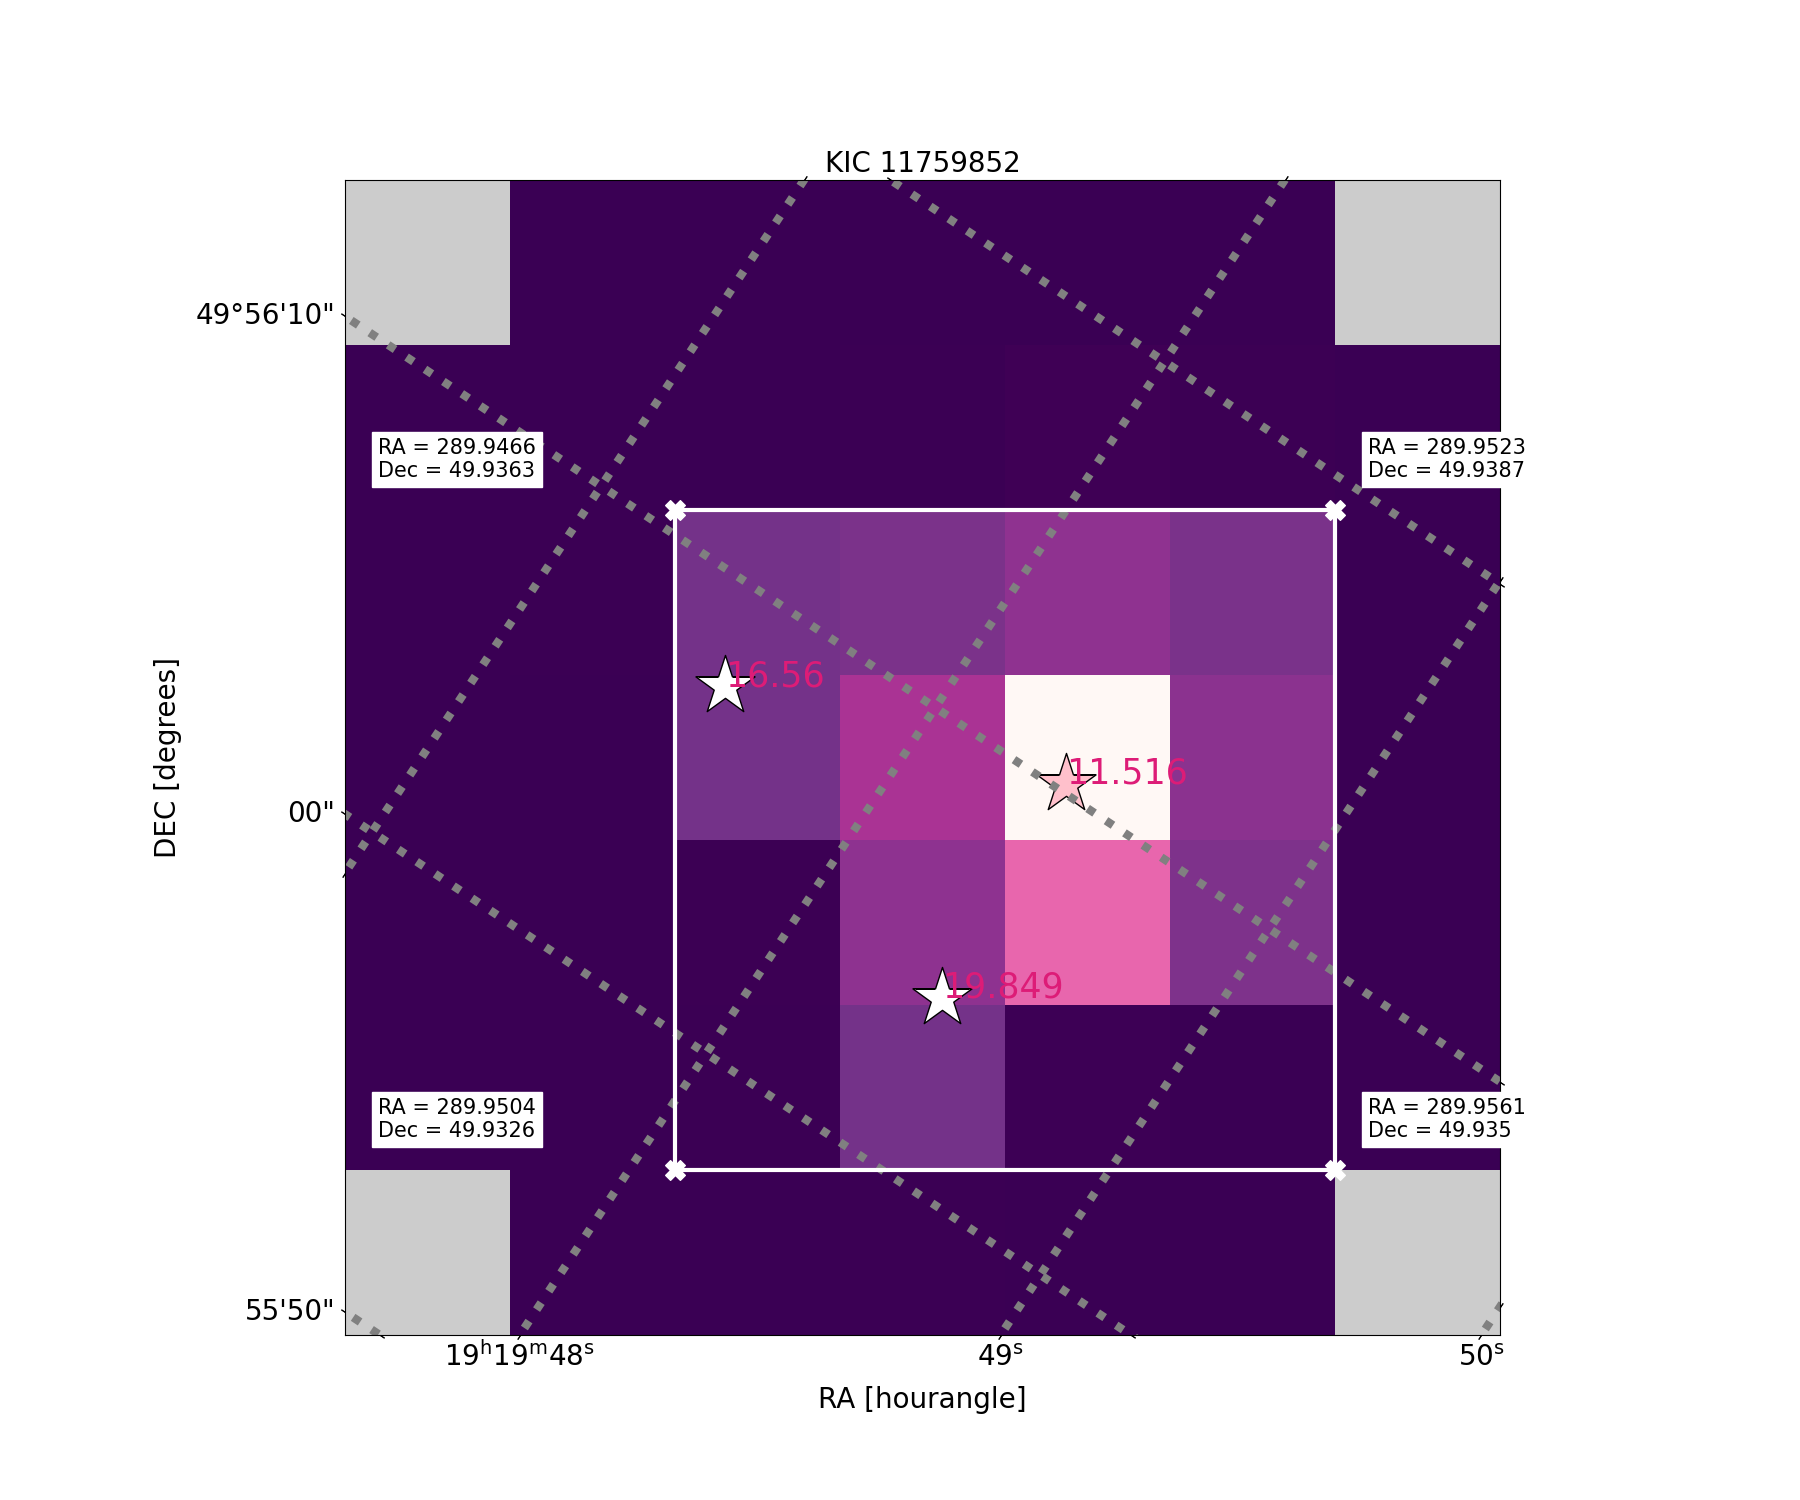 KIC 11759852
49°56'10"
RA = 289.9466
Dec = 49.9363
RA = 289.9523
Dec = 49.9387
16.56
11.516
00"
DEC [degrees]
19.849
RA = 289.9504
Dec = 49.9326
RA = 289.9561
Dec = 49.935
55'50"
19ʰ19ᵐ48ˢ
49ˢ
50ˢ
RA [hourangle]